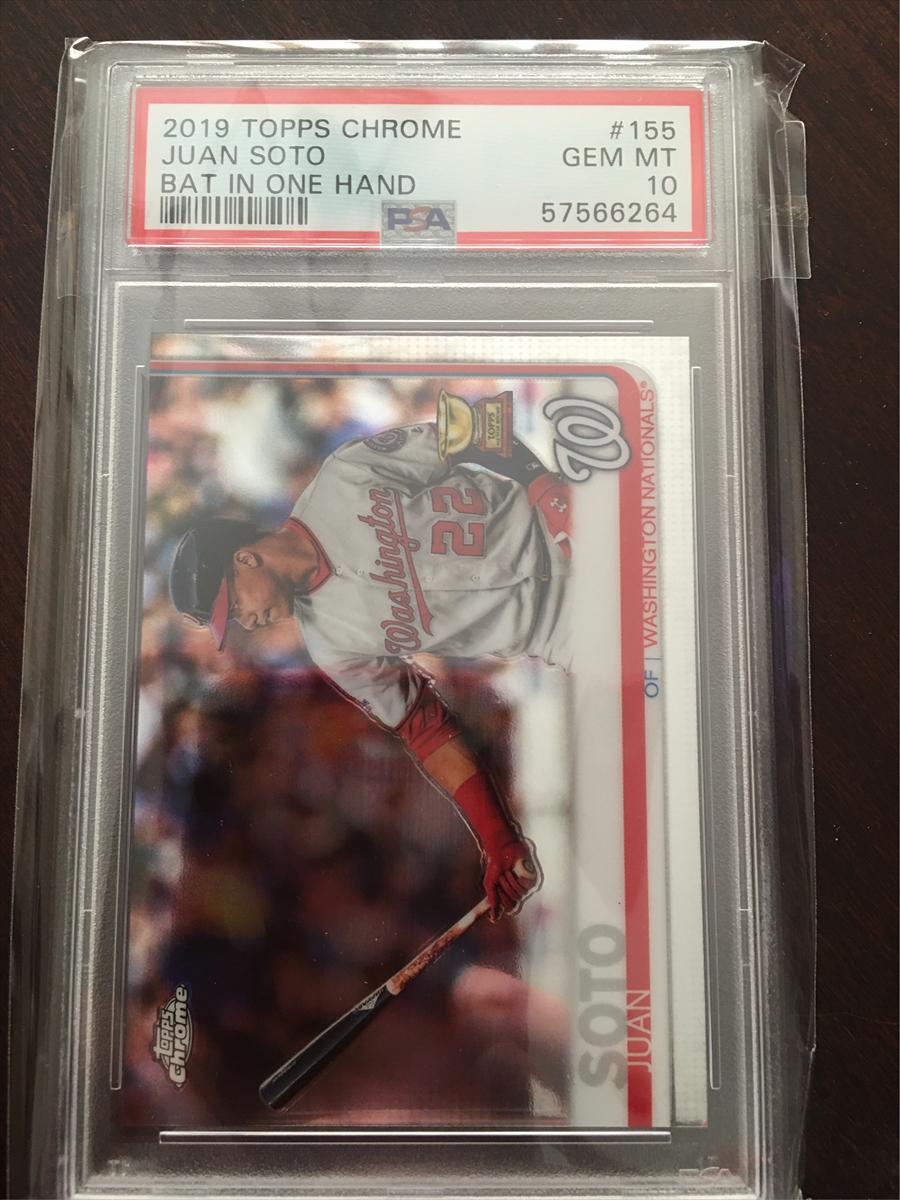 2019 TOPPS CHROME #155
JUAN SOTO GEM MT
BAT IN ONE HAND 10
57566264
PSA
W
OF | WASHINGTON NATIONALS®
TOPPS
Washington
22
SOTO
JUAN
topps
Chrome
PSA